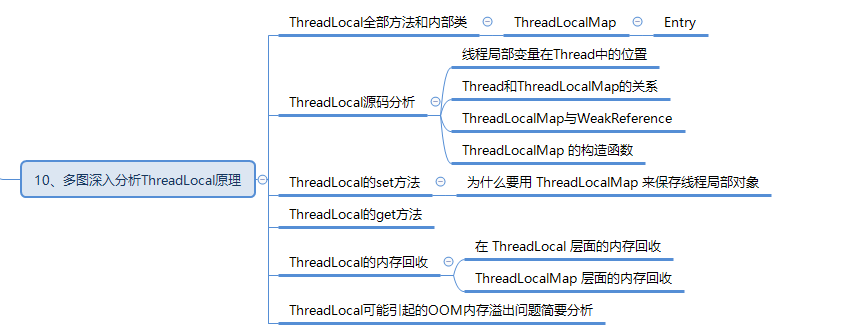 10、多图深入分析ThreadLocal原理
ThreadLocal全部方法和内部类
ThreadLocalMap
Entry
ThreadLocal源码分析
线程局部变量在Thread中的位置
Thread和ThreadLocalMap的关系
ThreadLocalMap与WeakReference
ThreadLocalMap 的构造函数
ThreadLocal的set方法
为什么要用 ThreadLocalMap 来保存线程局部对象
ThreadLocal的get方法
ThreadLocal的内存回收
在 ThreadLocal 层面的内存回收
ThreadLocalMap 层面的内存回收
ThreadLocal可能引起的OOM内存溢出问题简要分析